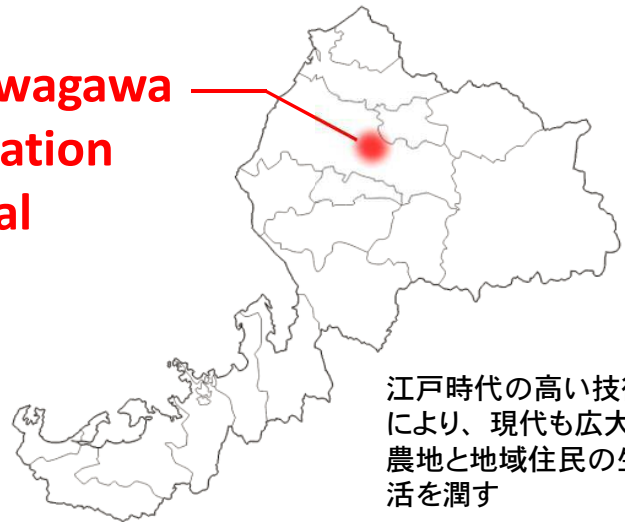 wagawa
ation
al
江戸時代の高い技
により、現代も広大
農地と地域住民の生
活を潤す